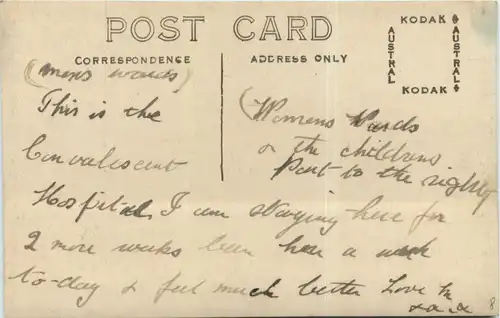 POST CARD
CORRESPONDENCE
ADDRESS ONLY
KODAK
AUSTRAL
AUSTRAL
KODAK
(mens wards)
This is the
Convalescent
(Womens Wards
& the childrens
Part to the right)
Hospital I am staying here for
2 more weeks been here a week
to-day & feel much better Love
8